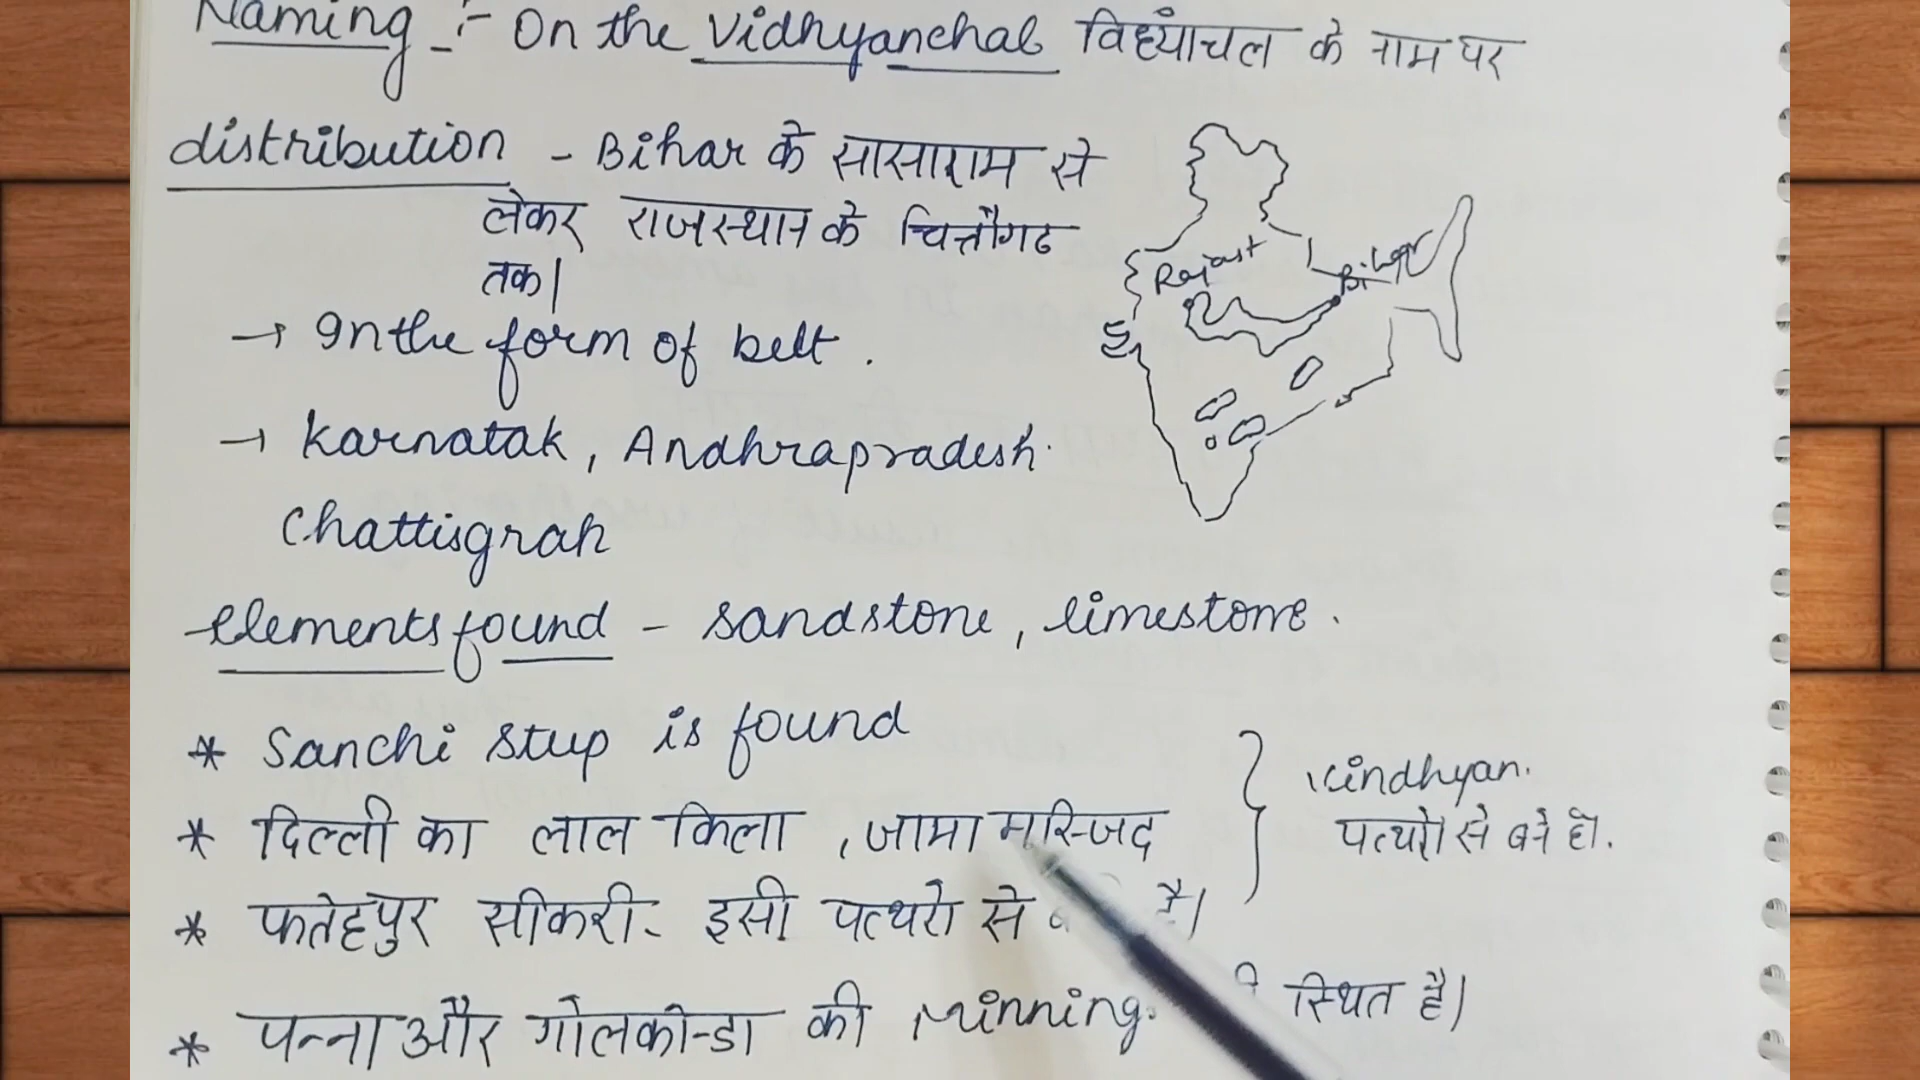 Naming :- On the Vidhyanchal विंध्यांचल के नाम पर
distribution - Bihar के सासाराम से
लेकर राजस्थान के चित्तौगढ
तक|
→ In the form of belt.
→ Karnatak, Andhrapradesh.
Chattisgrah
elements found - sandstone, limestone.
* Sanchi stup is found
* दिल्ली का लाल किला, जामा मस्जिद
* फतेहपुर सीकरी- इसी पत्थरो से है|
* पन्ना और गोलकोन्डा की Minning. स्थित है|
Rajast
Bihar
vindhyan.
पत्थरो से बने हो.